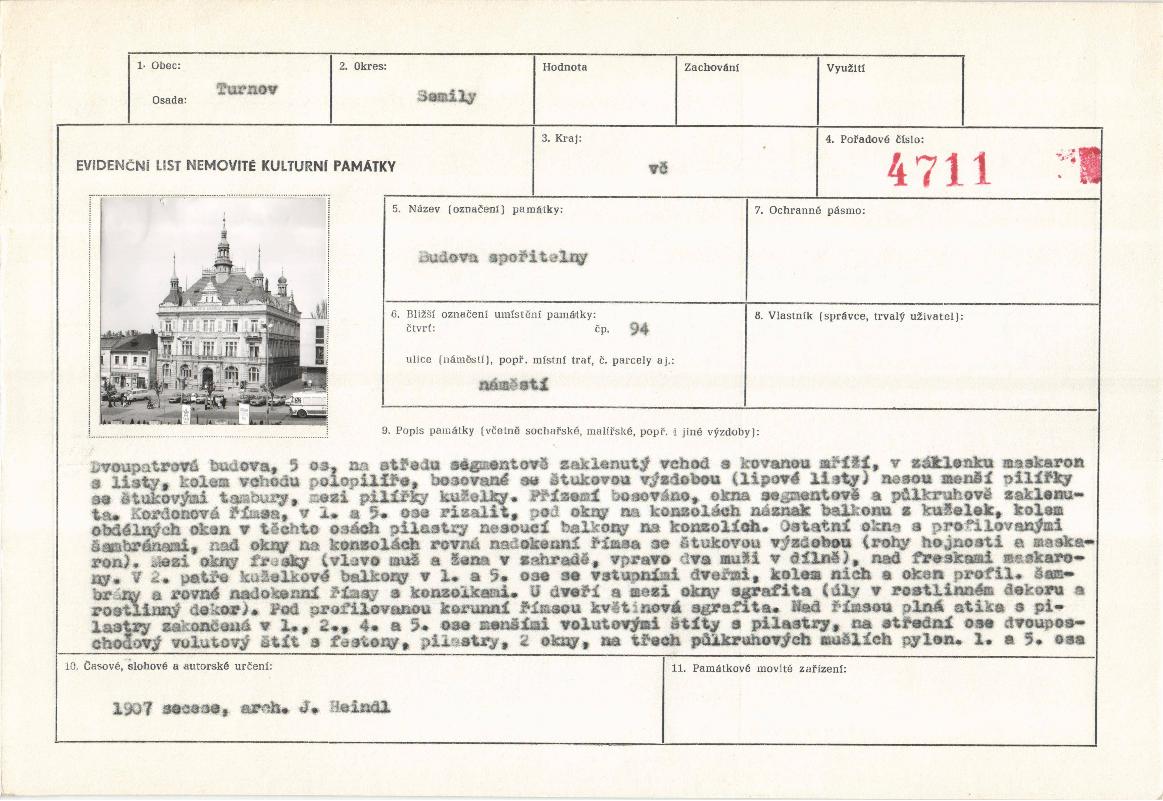 1. Obec:
Turnov
Osada:
2. Okres:
Semily
Hodnota
Zachování
Využití
EVIDENČNÍ LIST NEMOVITÉ KULTURNÍ PAMÁTKY
3. Kraj:
vč
4. Pořadové číslo:
4711
5. Název (označení) památky:
Budova spořitelny
7. Ochranné pásmo:
6. Bližší označení umístění památky:
čtvrť: čp. 94
ulice (náměstí), popř. místní trať, č. parcely aj.:
náměstí
8. Vlastník (správce, trvalý uživatel):
9. Popis památky (včetně sochařské, malířské, popř. i jiné výzdoby):
Dvoupatrová budova, 5 os, na středu segmentově zaklenutý vchod s kovanou mříží, v záklenku maskaron
s listy, kolem vchodu polopilíře, bosované se štukovou výzdobou (lipové listy) nesou menší pilířky
se štukovými tambury, mezi pilířky kuželky. Přízemí bosováno, okna segmentově a půlkruhově zaklenu-
ta. Kordonová římsa, v 1. a 5. ose rizalit, pod okny na konzolách náznak balkonu z kuželek, kolem
obdélných oken v těchto osách pilastry nesoucí balkony na konzolích. Ostatní okna s profilovanými
šambránami, nad okny na konzolách rovná nadokenní římsa se štukovou výzdobou (rohy hojnosti a maska-
ron). Mezi okny fresky (vlevo muž a žena v zahradě, vpravo dva muži v dílně), nad freskami maskaro-
ny. V 2. patře kuželkové balkony v 1. a 5. ose se vstupními dveřmi, kolem nich a oken profil. šam-
brány a rovné nadokenní římsy s konzolkami. U dveří a mezi okny sgrafita (úly v rostlinném dekoru a
rostlinný dekor). Pod profilovanou korunní římsou květinová sgrafita. Nad římsou plná atika s pi-
lastry zakončená v 1., 2., 4. a 5. ose menšími volutovými štíty s pilastry, na střední ose dvoupos-
chodový volutový štít s festony, pilastry, 2 okny, na třech půlkruhových mušlích pylon. 1. a 5. osa
10. Časové, slohové a autorské určení:
1907 secese, arch. J. Heindl
11. Památkové movité zařízení: